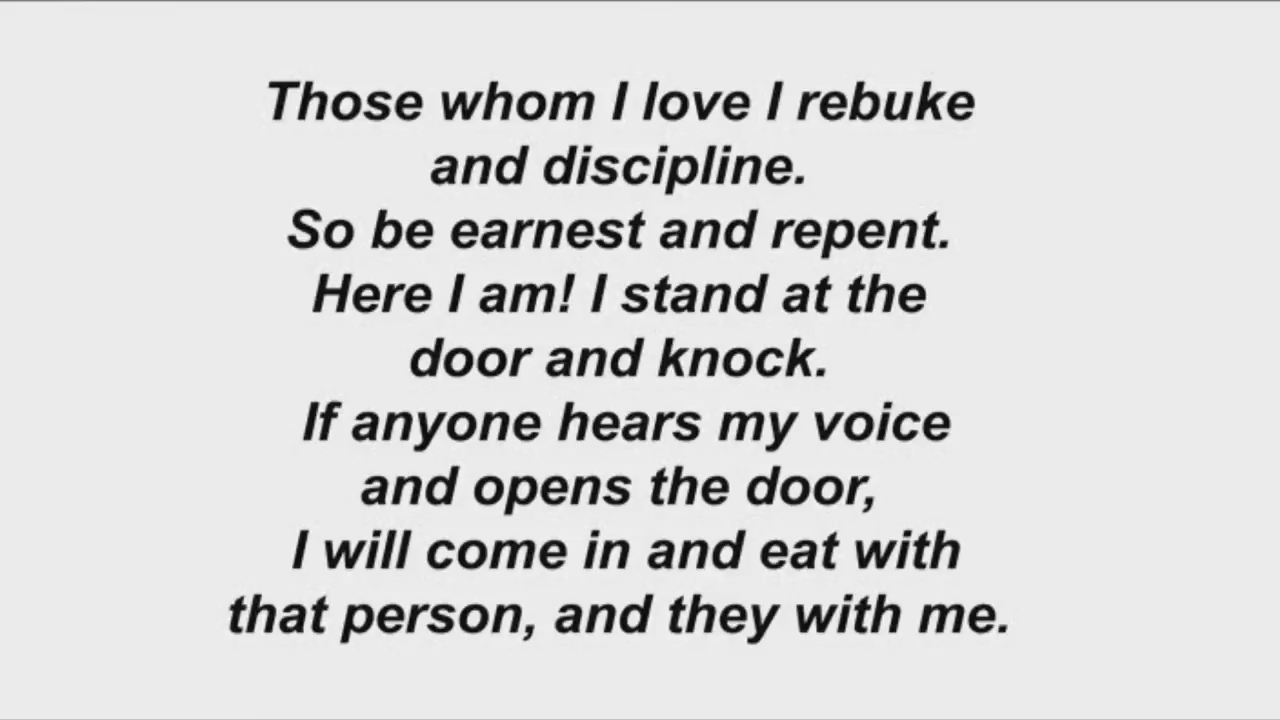 Those whom I love I rebuke
and discipline.
So be earnest and repent.
Here I am! I stand at the
door and knock.
If anyone hears my voice
and opens the door,
I will come in and eat with
that person, and they with me.